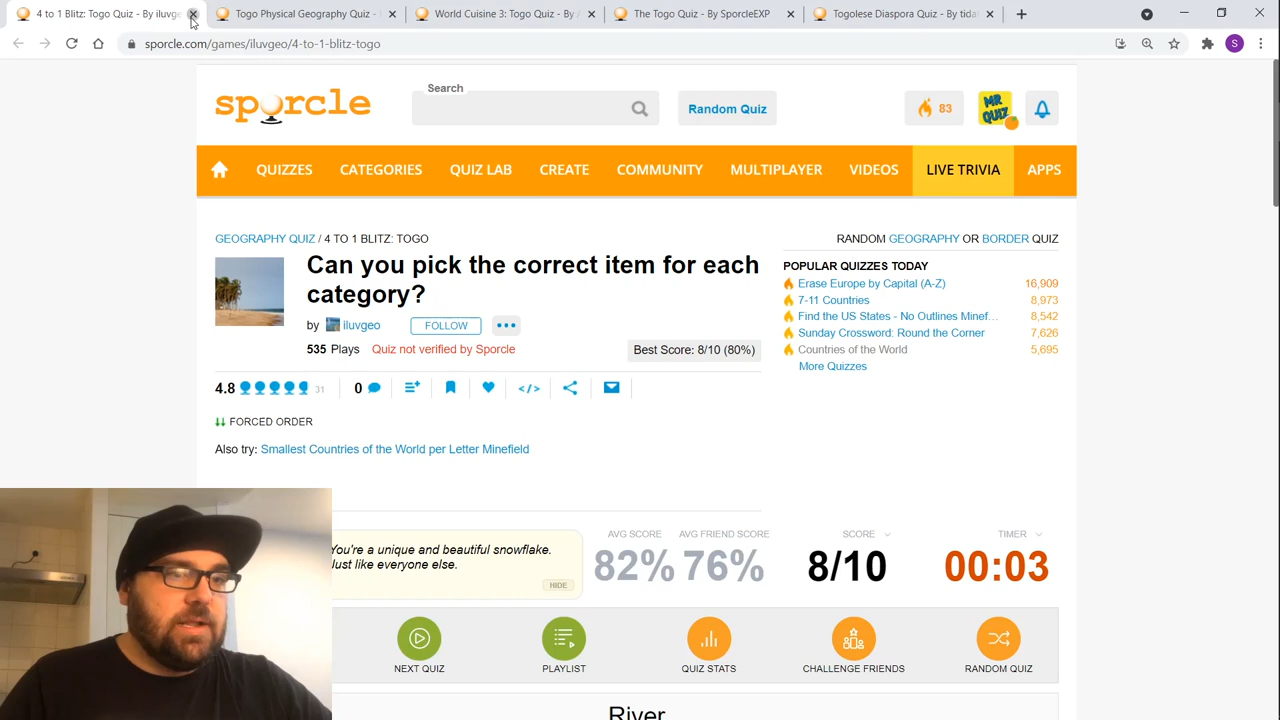 4 to 1 Blitz: Togo Quiz - By iluvge
Togo Physical Geography Quiz -
World Cuisine 3: Togo Quiz - By
The Togo Quiz - By SporcleEXP
Togolese Diaspora Quiz - By tida
S
sporcle.com/games/iluvgeo/4-to-1-blitz-togo
sporcle
Search
Random Quiz
83
MR QUIZ
QUIZZES CATEGORIES QUIZ LAB CREATE COMMUNITY MULTIPLAYER VIDEOS LIVE TRIVIA APPS
GEOGRAPHY QUIZ / 4 TO 1 BLITZ: TOGO
RANDOM GEOGRAPHY OR BORDER QUIZ
Can you pick the correct item for each
category?
by iluvgeo FOLLOW
535 Plays Quiz not verified by Sporcle
Best Score: 8/10 (80%)
POPULAR QUIZZES TODAY
Erase Europe by Capital (A-Z) 16,909
7-11 Countries 8,973
Find the US States - No Outlines Minef... 8,542
Sunday Crossword: Round the Corner 7,626
Countries of the World 5,695
More Quizzes
4.8 31 0 </>
FORCED ORDER
Also try: Smallest Countries of the World per Letter Minefield
You're a unique and beautiful snowflake.
Just like everyone else.
HIDE
AVG SCORE AVG FRIEND SCORE SCORE TIMER
82% 76% 8/10 00:03
NEXT QUIZ PLAYLIST QUIZ STATS CHALLENGE FRIENDS RANDOM QUIZ
River